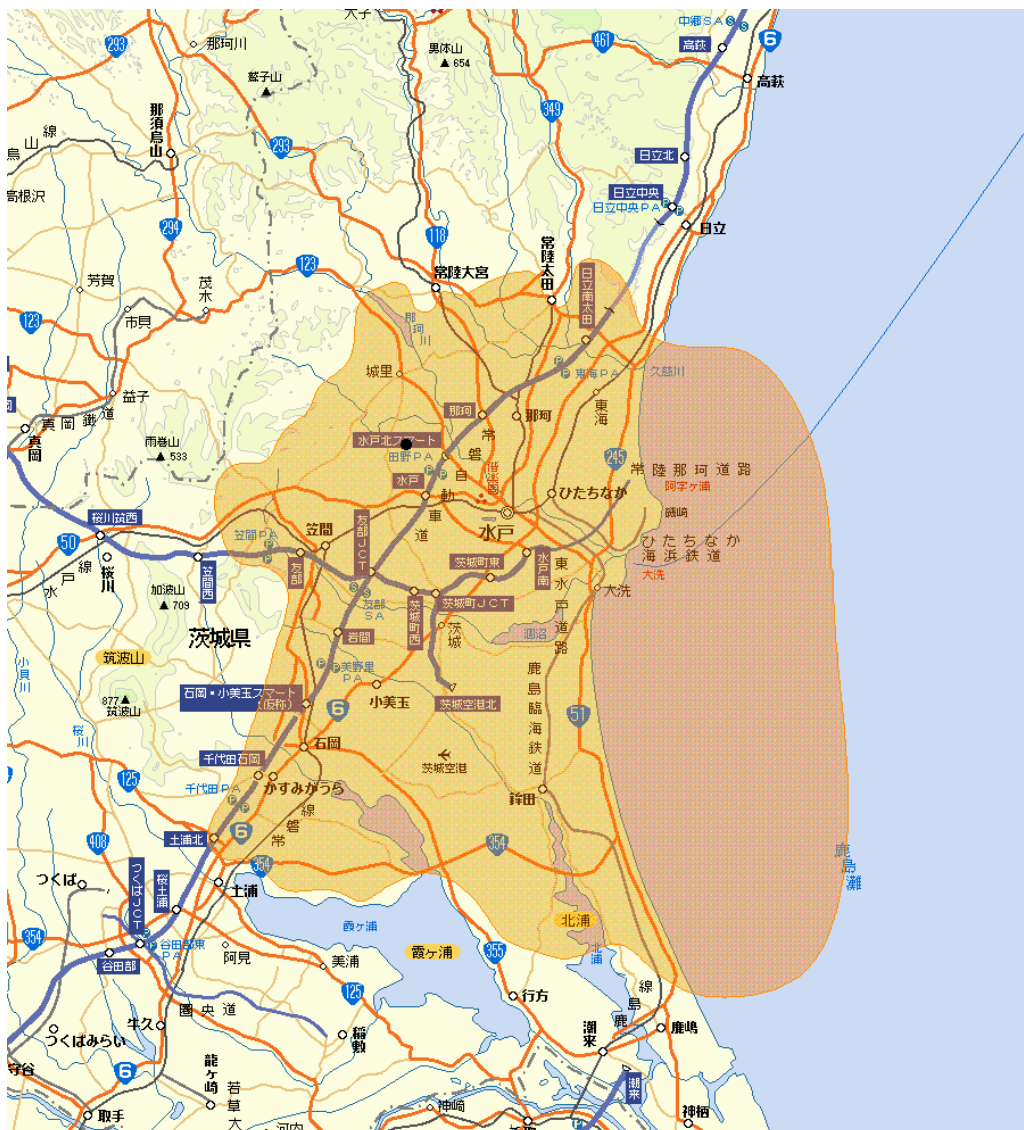 大子
中郷SA
6
高萩
293
那珂川
黒体山
654
461
高萩
鷲子山
349
那須烏山
烏山線
293
日立北
高根沢
日立中央
日立中央PA
294
118
常陸太田
日立
123
常陸大宮
芳賀
茂木
日立南太田
市貝
那珂川
123
城里
東海PA
久慈川
益子
真岡鐵道
那珂
那珂
東海
真岡
雨巻山
533
水戸北スマート
田野PA
常磐自動車道
偕楽園
245
常陸那珂道路
阿字ヶ浦
水戸
ひたちなか
磯崎
桜川筑西
笠間
水戸
ひたちなか
海浜鉄道
大洗
50
笠間PA
友部JCT
水戸線
桜川
笠間西
友部
茨城町東
水戸南
東水戸道路
大洗
加波山
709
友部
SA
茨城町西
茨城町JCT
茨城県
岩間
茨城
涸沼
小貝川
筑波山
美野里
PA
鹿島臨海鉄道
877
筑波山
石岡・小美玉スマート
(仮称)
小美玉
茨城空港北
6
51
桜川
石岡
千代田石岡
茨城空港
125
千代田PA
かすみがうら
鉾田
常磐線
408
土浦北
6
354
354
鹿島灘
つくば
つくばJCT
桜土浦
土浦
霞ヶ浦
北浦
354
谷田部東
PA
谷田部
阿見
美浦
霞ヶ浦
355
北浦
125
行方
圏央道
牛久
稲敷
潮来
鹿島線
鹿嶋
つくばみらい
守谷
6
龍ヶ崎
若草大
潮来
取手
神崎
神栖
河内